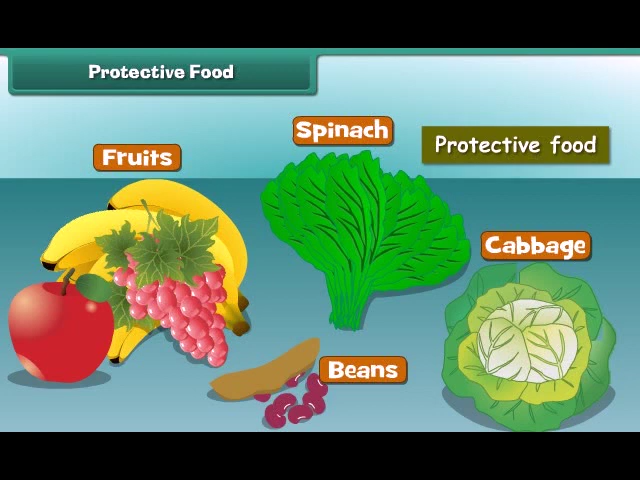 Protective Food
Spinach
Protective food
Fruits
Cabbage
Beans